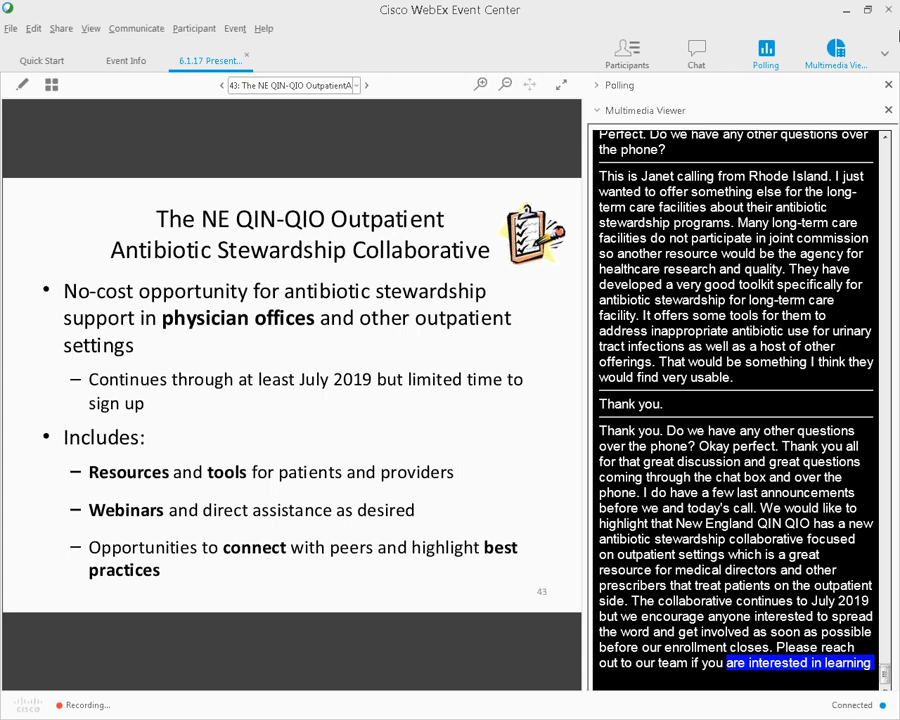 Cisco WebEx Event Center
File Edit Share View Communicate Participant Event Help
Quick Start
Event Info
6.1.17 Present...
Participants
Chat
Polling
Multimedia Vie...
43: The NE QIN-QIO OutpatientA
Polling
Multimedia Viewer
The NE QIN-QIO Outpatient
Antibiotic Stewardship Collaborative
• No-cost opportunity for antibiotic stewardship
support in physician offices and other outpatient
settings
– Continues through at least July 2019 but limited time to
sign up
• Includes:
– Resources and tools for patients and providers
– Webinars and direct assistance as desired
– Opportunities to connect with peers and highlight best
practices
43
Perfect. Do we have any other questions over
the phone?
This is Janet calling from Rhode Island. I just
wanted to offer something else for the long-
term care facilities about their antibiotic
stewardship programs. Many long-term care
facilities do not participate in joint commission
so another resource would be the agency for
healthcare research and quality. They have
developed a very good toolkit specifically for
antibiotic stewardship for long-term care
facility. It offers some tools for them to
address inappropriate antibiotic use for urinary
tract infections as well as a host of other
offerings. That would be something I think they
would find very usable.
Thank you.
Thank you. Do we have any other questions
over the phone? Okay perfect. Thank you all
for that great discussion and great questions
coming through the chat box and over the
phone. I do have a few last announcements
before we end today's call. We would like to
highlight that New England QIN QIO has a new
antibiotic stewardship collaborative focused
on outpatient settings which is a great
resource for medical directors and other
prescribers that treat patients on the outpatient
side. The collaborative continues to July 2019
but we encourage anyone interested to spread
the word and get involved as soon as possible
before our enrollment closes. Please reach
out to our team if you are interested in learning
cisco
Recording...
Connected